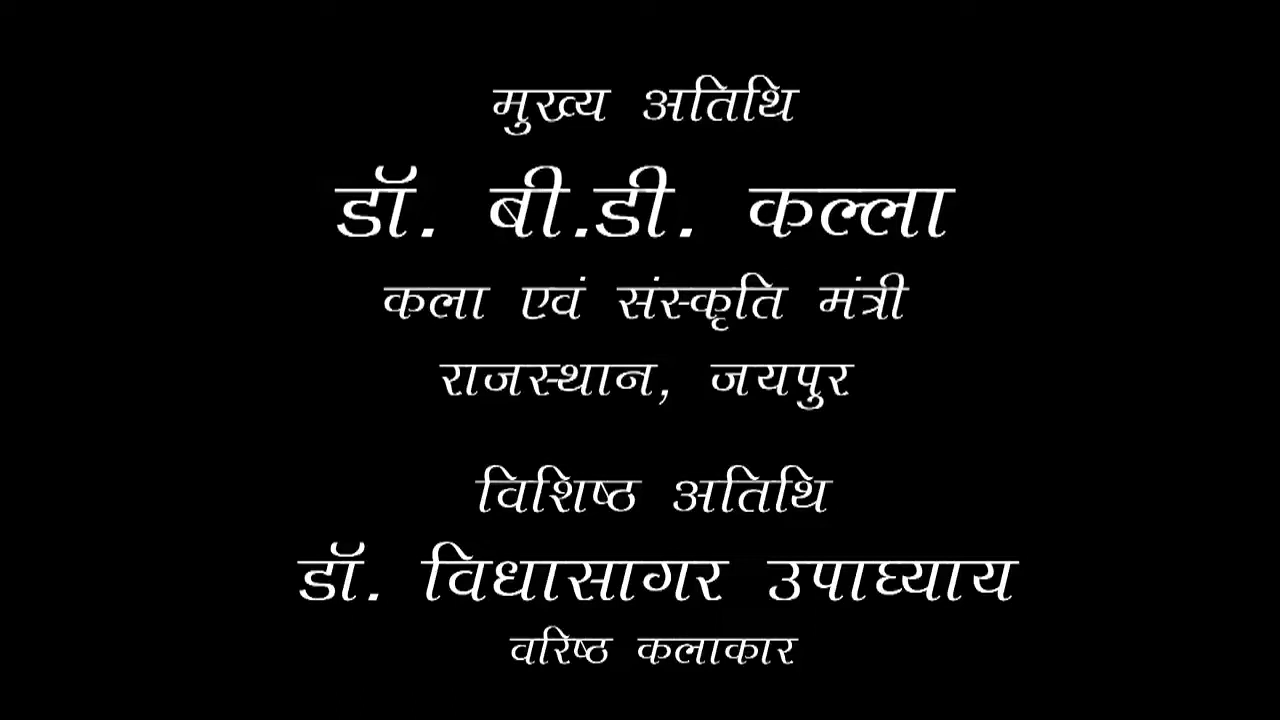 मुख्य अतिथि
डॉ. बी.डी. कल्ला
कला एवं संस्कृति मंत्री
राजस्थान, जयपुर
विशिष्ठ अतिथि
डॉ. विधासागर उपाघ्याय
वरिष्ठ कलाकार